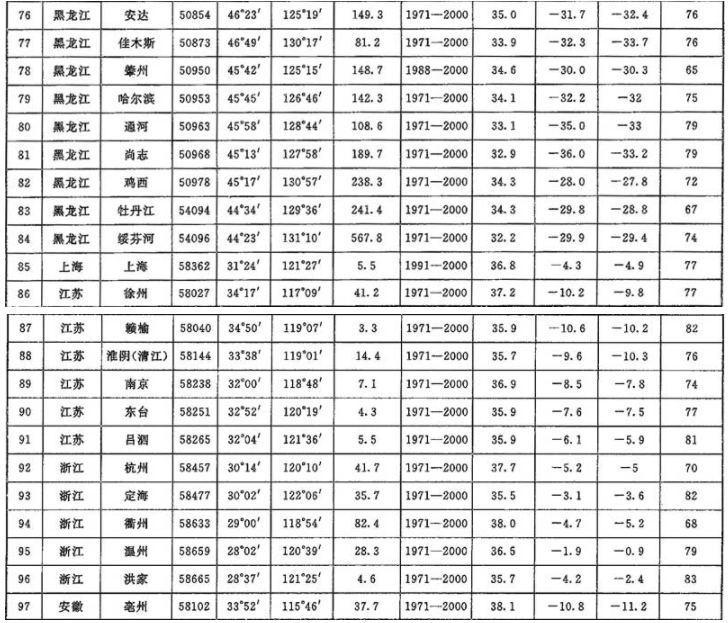 76 黑龙江 安达 50854 46°23′ 125°19′ 149.3 1971—2000 35.0 −31.7 −32.4 76
77 黑龙江 佳木斯 50873 46°49′ 130°17′ 81.2 1971—2000 33.9 −32.3 −33.7 76
78 黑龙江 肇州 50950 45°42′ 125°15′ 148.7 1988—2000 34.6 −30.0 −30.3 65
79 黑龙江 哈尔滨 50953 45°45′ 126°46′ 142.3 1971—2000 34.1 −32.2 −32 75
80 黑龙江 通河 50963 45°58′ 128°44′ 108.6 1971—2000 33.1 −35.0 −33 79
81 黑龙江 尚志 50968 45°13′ 127°58′ 189.7 1971—2000 32.9 −36.0 −33.2 79
82 黑龙江 鸡西 50978 45°17′ 130°57′ 238.3 1971—2000 34.3 −28.0 −27.8 72
83 黑龙江 牡丹江 54094 44°34′ 129°36′ 241.4 1971—2000 34.3 −29.8 −28.8 67
84 黑龙江 绥芬河 54096 44°23′ 131°10′ 567.8 1971—2000 32.2 −29.9 −29.4 74
85 上海 上海 58362 31°24′ 121°27′ 5.5 1991—2000 36.8 −4.3 −4.9 77
86 江苏 徐州 58027 34°17′ 117°09′ 41.2 1971—2000 37.2 −10.2 −9.8 77
87 江苏 赣榆 58040 34°50′ 119°07′ 3.3 1971—2000 35.9 −10.6 −10.2 82
88 江苏 淮阴(清江) 58144 33°38′ 119°01′ 14.4 1971—2000 35.7 −9.6 −10.3 76
89 江苏 南京 58238 32°00′ 118°48′ 7.1 1971—2000 36.9 −8.5 −7.8 74
90 江苏 东台 58251 32°52′ 120°19′ 4.3 1971—2000 35.9 −7.6 −7.5 77
91 江苏 吕泗 58265 32°04′ 121°36′ 5.5 1971—2000 35.9 −6.1 −5.9 81
92 浙江 杭州 58457 30°14′ 120°10′ 41.7 1971—2000 37.7 −5.2 −5 70
93 浙江 定海 58477 30°02′ 122°06′ 35.7 1971—2000 35.5 −3.1 −3.6 82
94 浙江 衢州 58633 29°00′ 118°54′ 82.4 1971—2000 38.0 −4.7 −5.2 68
95 浙江 温州 58659 28°02′ 120°39′ 28.3 1971—2000 36.5 −1.9 −0.9 79
96 浙江 洪家 58665 28°37′ 121°25′ 4.6 1971—2000 35.7 −4.2 −2.4 83
97 安徽 亳州 58102 33°52′ 115°46′ 37.7 1971—2000 38.1 −10.8 −11.2 75